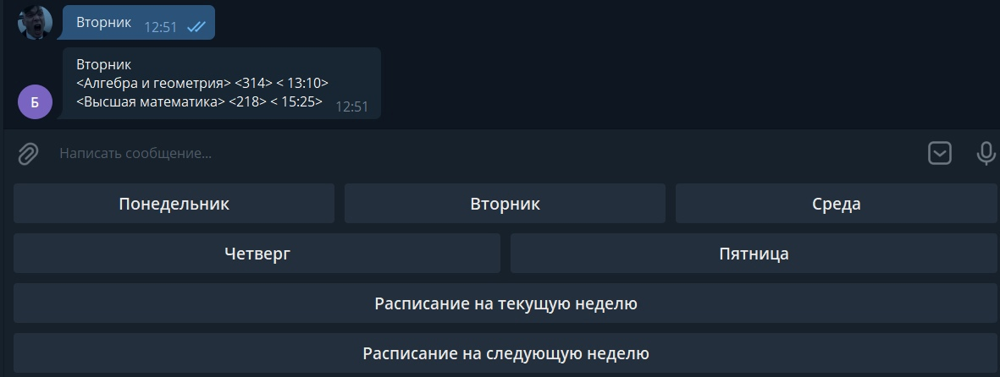 Вторник 12:51
Вторник
<Алгебра и геометрия> <314> < 13:10>
<Высшая математика> <218> < 15:25> 12:51
Б
Написать сообщение...
Понедельник Вторник Среда
Четверг Пятница
Расписание на текущую неделю
Расписание на следующую неделю